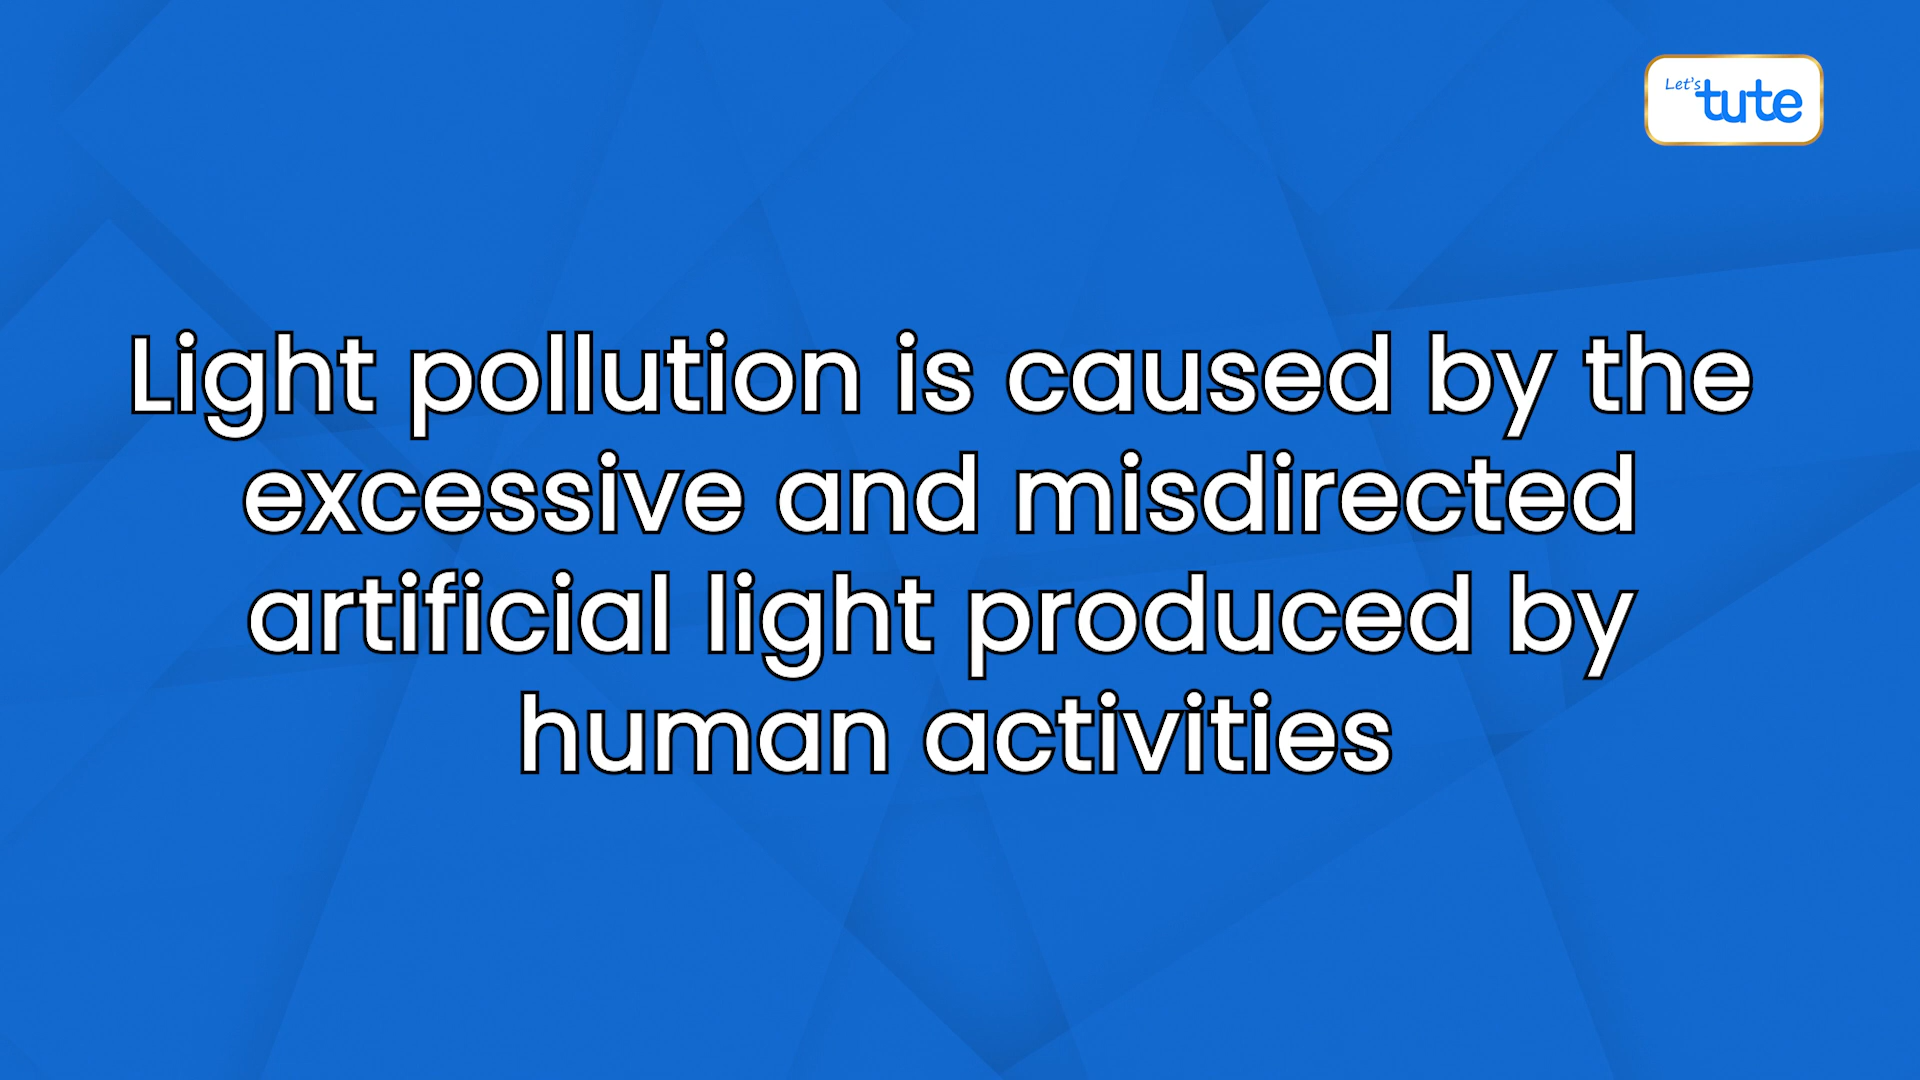 Let's tute
Light pollution is caused by the
excessive and misdirected
artificial light produced by
human activities